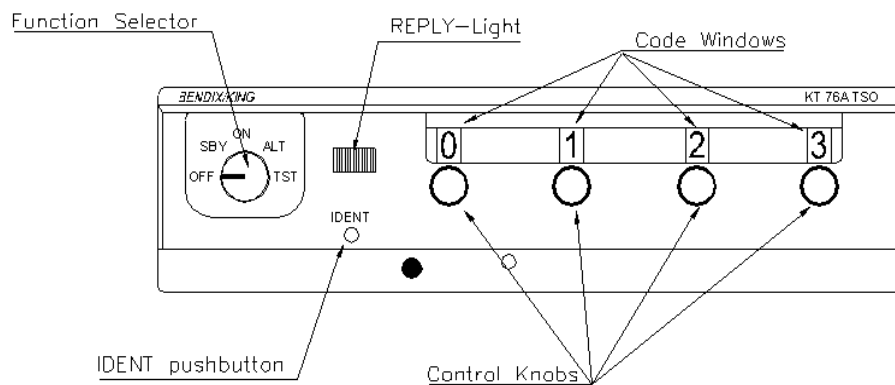 Function Selector
REPLY-Light
Code Windows
BENDIX/KING
KT 76A TSO
ON
SBY
ALT
OFF
TST
0 1 2 3
IDENT
IDENT pushbutton
Control Knobs